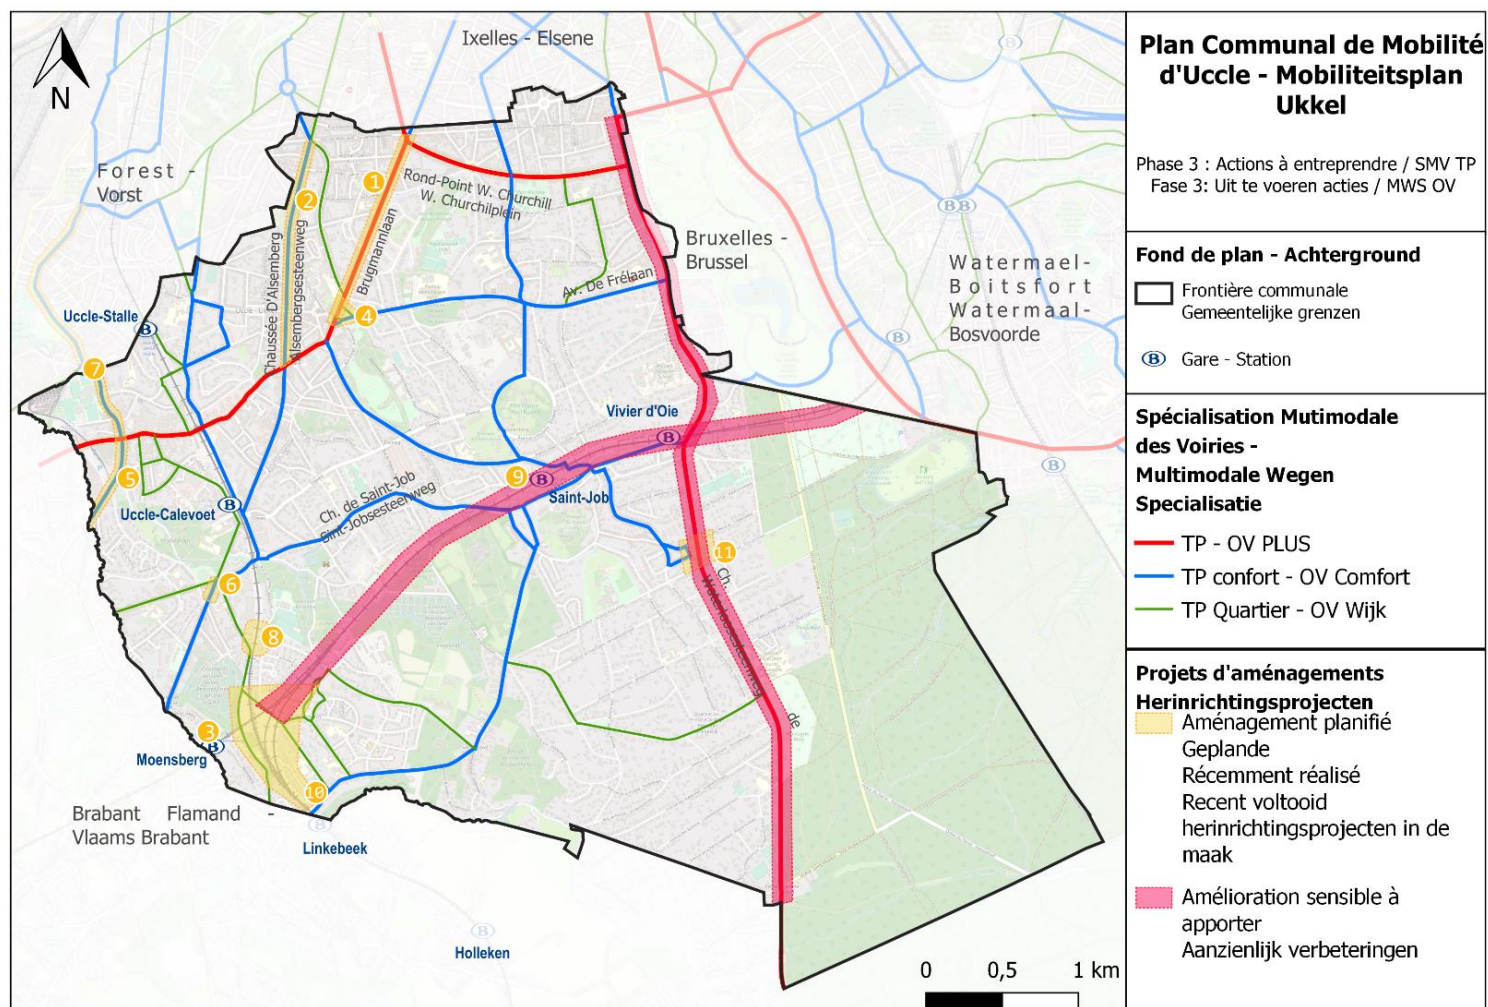 N
Ixelles - Elsene
Forest -
Vorst
Bruxelles -
Brussel
Watermael-
Boitsfort
Watermaal-
Bosvoorde
Brabant Flamand -
Vlaams Brabant
Rond-Point W. Churchill
W. Churchilplein
Brugmannlaan
Chaussée D'Alsemberg
Alsembergsesteenweg
Av. De Frélaan
Ch. de Saint-Job
Sint-Jobsesteenweg
Ch. de
Waterloosesteenweg
Uccle-Stalle
Vivier d'Oie
Saint-Job
Uccle-Calevoet
Moensberg
Linkebeek
Holleken
B
B
B
B
B
B
B
B
B
B
B
B
1
2
3
4
5
6
7
8
9
10
11
0 0,5 1 km
Plan Communal de Mobilité
d'Uccle - Mobiliteitsplan
Ukkel
Phase 3 : Actions à entreprendre / SMV TP
Fase 3: Uit te voeren acties / MWS OV
Fond de plan - Achterground
Frontière communale
Gemeentelijke grenzen
B Gare - Station
Spécialisation Mutimodale
des Voiries -
Multimodale Wegen
Specialisatie
TP - OV PLUS
TP confort - OV Comfort
TP Quartier - OV Wijk
Projets d'aménagements
Herinrichtingsprojecten
Aménagement planifié
Geplande
Récemment réalisé
Recent voltooid
herinrichtingsprojecten in de
maak
Amélioration sensible à
apporter
Aanzienlijk verbeteringen